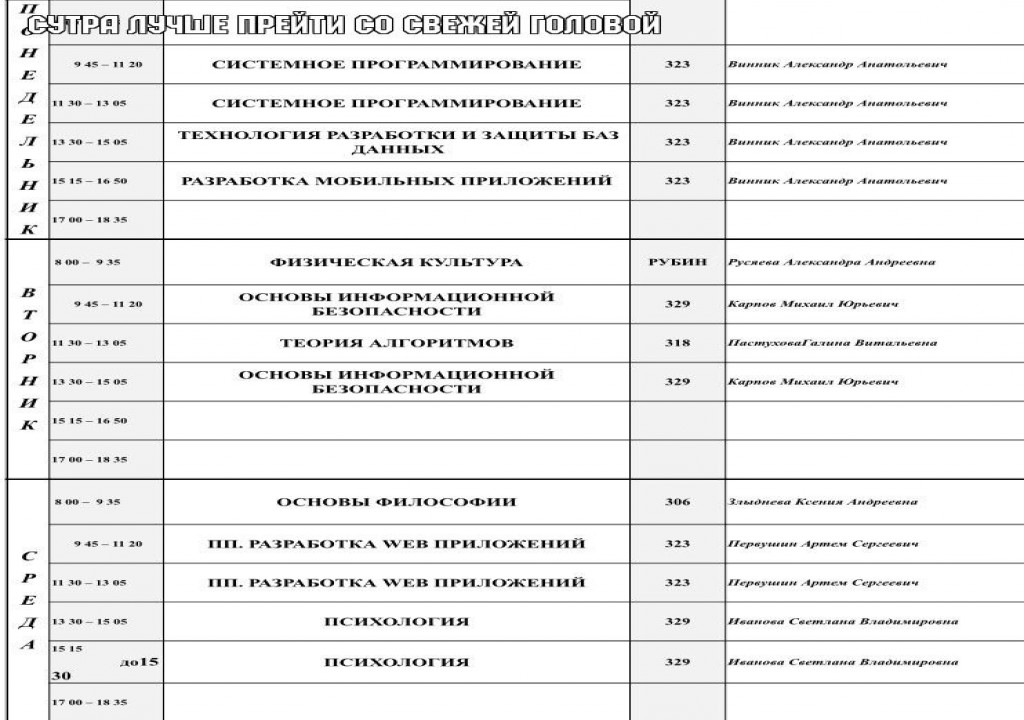 СУТРА ЛУЧШЕ ПРЕЙТИ СО СВЕЖЕЙ ГОЛОВОЙ
ПОНЕДЕЛЬНИК
9 45 – 11 20 СИСТЕМНОЕ ПРОГРАММИРОВАНИЕ 323 Винник Александр Анатольевич
11 30 – 13 05 СИСТЕМНОЕ ПРОГРАММИРОВАНИЕ 323 Винник Александр Анатольевич
13 30 – 15 05 ТЕХНОЛОГИЯ РАЗРАБОТКИ И ЗАЩИТЫ БАЗ
ДАННЫХ 323 Винник Александр Анатольевич
15 15 – 16 50 РАЗРАБОТКА МОБИЛЬНЫХ ПРИЛОЖЕНИЙ 323 Винник Александр Анатольевич
17 00 – 18 35
ВТОРНИК
8 00 – 9 35 ФИЗИЧЕСКАЯ КУЛЬТУРА РУБИН Русяева Александра Андреевна
9 45 – 11 20 ОСНОВЫ ИНФОРМАЦИОННОЙ
БЕЗОПАСНОСТИ 329 Карпов Михаил Юрьевич
11 30 – 13 05 ТЕОРИЯ АЛГОРИТМОВ 318 ПастуховаГалина Витальевна
13 30 – 15 05 ОСНОВЫ ИНФОРМАЦИОННОЙ
БЕЗОПАСНОСТИ 329 Карпов Михаил Юрьевич
15 15 – 16 50
17 00 – 18 35
СРЕДА
8 00 – 9 35 ОСНОВЫ ФИЛОСОФИИ 306 Злыднева Ксения Андреевна
9 45 – 11 20 ПП. РАЗРАБОТКА WEB ПРИЛОЖЕНИЙ 323 Первушин Артем Сергеевич
11 30 – 13 05 ПП. РАЗРАБОТКА WEB ПРИЛОЖЕНИЙ 323 Первушин Артем Сергеевич
13 30 – 15 05 ПСИХОЛОГИЯ 329 Иванова Светлана Владимировна
15 15
до15 ПСИХОЛОГИЯ 329 Иванова Светлана Владимировна
30
17 00 – 18 35